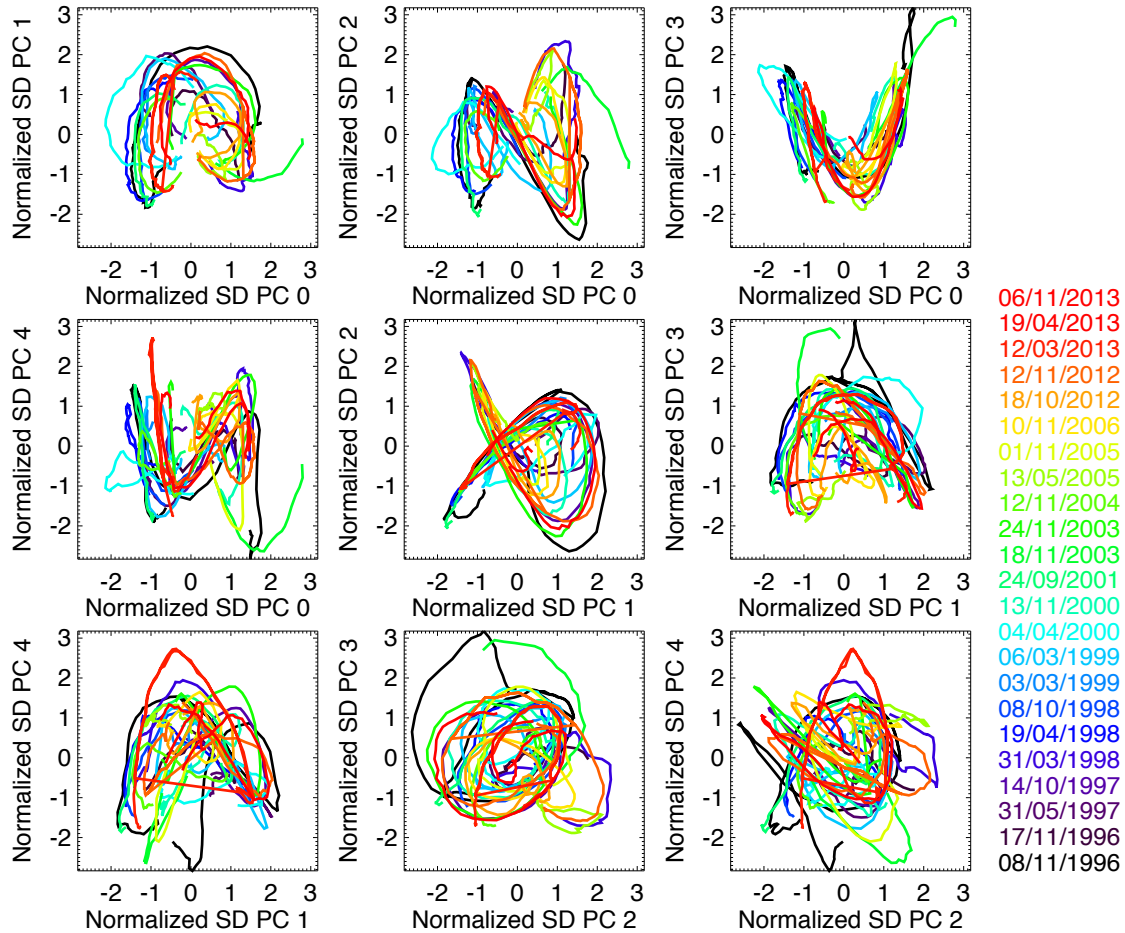 Normalized SD PC 1
3
2
1
0
-1
-2
-2 -1 0 1 2 3
Normalized SD PC 0
Normalized SD PC 2
3
2
1
0
-1
-2
-2 -1 0 1 2 3
Normalized SD PC 0
Normalized SD PC 3
3
2
1
0
-1
-2
-2 -1 0 1 2 3
Normalized SD PC 0
Normalized SD PC 4
3
2
1
0
-1
-2
-2 -1 0 1 2 3
Normalized SD PC 0
Normalized SD PC 2
3
2
1
0
-1
-2
-2 -1 0 1 2 3
Normalized SD PC 1
Normalized SD PC 3
3
2
1
0
-1
-2
-2 -1 0 1 2 3
Normalized SD PC 1
Normalized SD PC 4
3
2
1
0
-1
-2
-2 -1 0 1 2 3
Normalized SD PC 1
Normalized SD PC 3
3
2
1
0
-1
-2
-2 -1 0 1 2 3
Normalized SD PC 2
Normalized SD PC 4
3
2
1
0
-1
-2
-2 -1 0 1 2 3
Normalized SD PC 2
06/11/2013
19/04/2013
12/03/2013
12/11/2012
18/10/2012
10/11/2006
01/11/2005
13/05/2005
12/11/2004
24/11/2003
18/11/2003
24/09/2001
13/11/2000
04/04/2000
06/03/1999
03/03/1999
08/10/1998
19/04/1998
31/03/1998
14/10/1997
31/05/1997
17/11/1996
08/11/1996